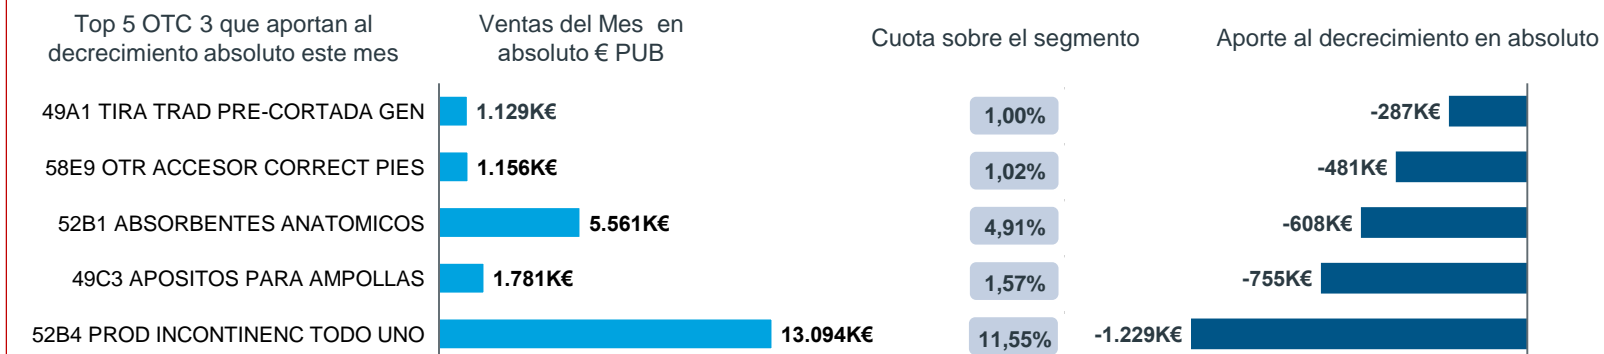 Top 5 OTC 3 que aportan al
decrecimiento absoluto este mes
Ventas del Mes en
absoluto € PUB
Cuota sobre el segmento
Aporte al decrecimiento en absoluto
49A1 TIRA TRAD PRE-CORTADA GEN
1.129K€
1,00%
-287K€
58E9 OTR ACCESOR CORRECT PIES
1.156K€
1,02%
-481K€
52B1 ABSORBENTES ANATOMICOS
5.561K€
4,91%
-608K€
49C3 APOSITOS PARA AMPOLLAS
1.781K€
1,57%
-755K€
52B4 PROD INCONTINENC TODO UNO
13.094K€
11,55%
-1.229K€